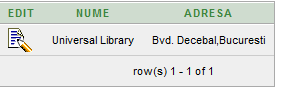 EDIT NUME ADRESA
Universal Library Bvd. Decebal,Bucuresti
row(s) 1 - 1 of 1